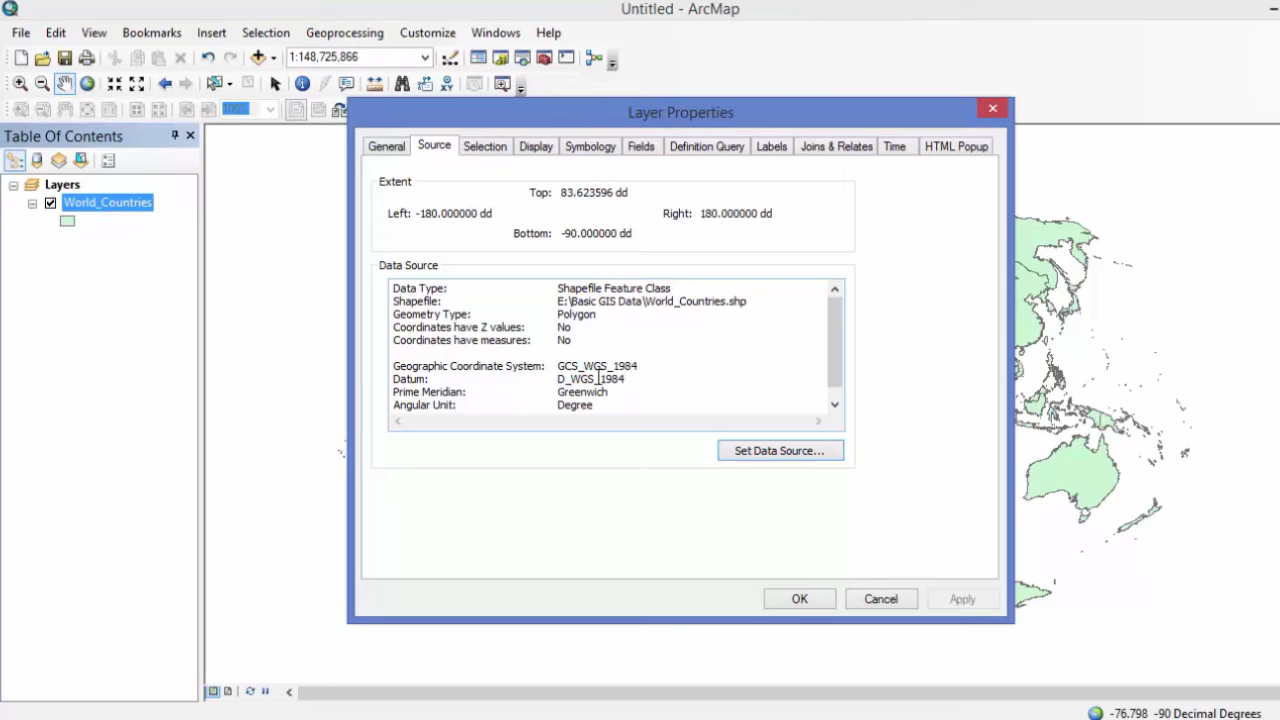 Untitled - ArcMap
File Edit View Bookmarks Insert Selection Geoprocessing Customize Windows Help
1:148,725,866
Table Of Contents
Layers
World_Countries
Layer Properties
General Source Selection Display Symbology Fields Definition Query Labels Joins & Relates Time HTML Popup
Extent
Top: 83.623596 dd
Left: -180.000000 dd Right: 180.000000 dd
Bottom: -90.000000 dd
Data Source
Data Type: Shapefile Feature Class
Shapefile: E:\Basic GIS Data\World_Countries.shp
Geometry Type: Polygon
Coordinates have Z values: No
Coordinates have measures: No
Geographic Coordinate System: GCS_WGS_1984
Datum: D_WGS_1984
Prime Meridian: Greenwich
Angular Unit: Degree
Set Data Source...
OK Cancel Apply
-76.798 -90 Decimal Degrees